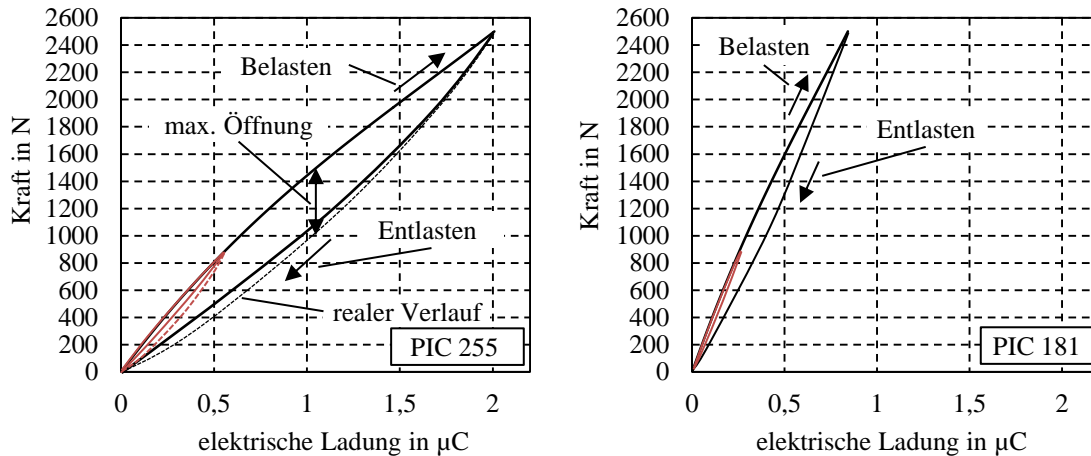 2600
2400
2200
2000
1800
1600
1400
1200
1000
800
600
400
200
0
Kraft in N
Belasten
max. Öffnung
Entlasten
realer Verlauf
PIC 255
0 0,5 1 1,5 2
elektrische Ladung in µC
2600
2400
2200
2000
1800
1600
1400
1200
1000
800
600
400
200
0
Kraft in N
Belasten
Entlasten
PIC 181
0 0,5 1 1,5 2
elektrische Ladung in µC